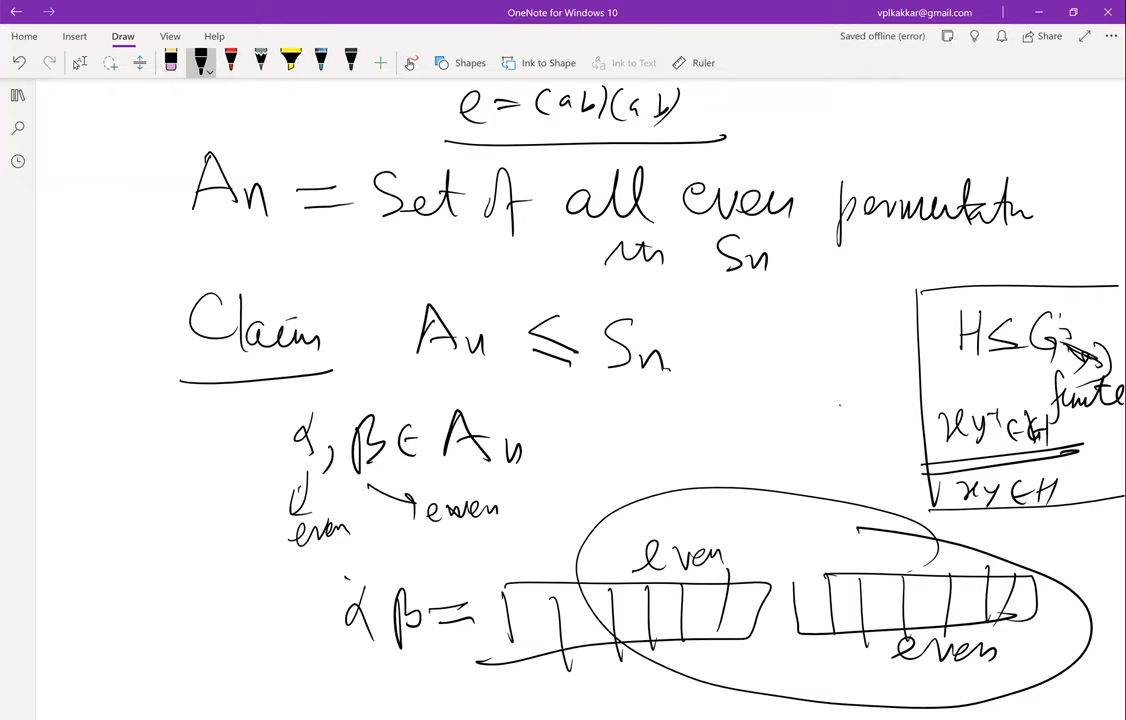 OneNote for Windows 10
vplkakkar@gmail.com
Home Insert Draw View Help
Saved offline (error)
Share
Shapes
Ink to Shape
Ink to Text
Ruler
e = (ab)(ab)
An = Set of all even permutatn
in Sn
Claim An ≤ Sn
H ≤ G
finite
xy⁻¹ ∈ H
xy ∈ H
α, β ∈ An
even even
even
αβ =
even